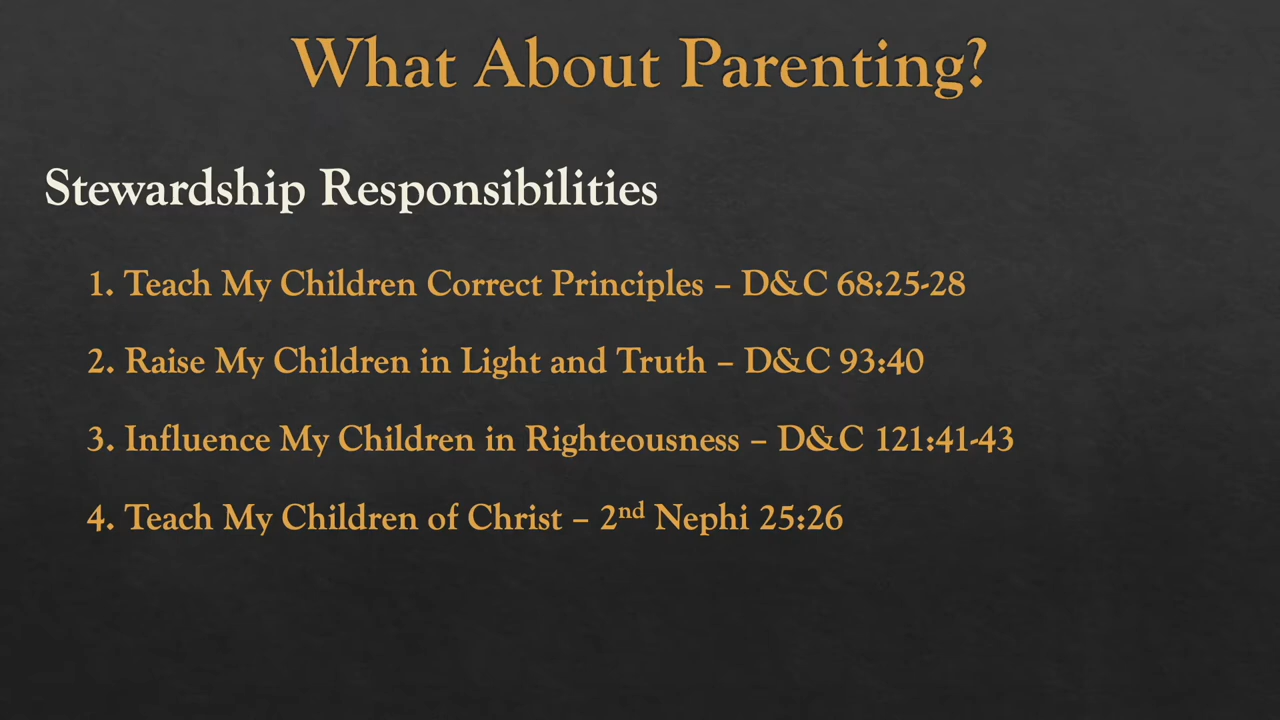 What About Parenting?
Stewardship Responsibilities
1. Teach My Children Correct Principles – D&C 68:25-28
2. Raise My Children in Light and Truth – D&C 93:40
3. Influence My Children in Righteousness – D&C 121:41-43
4. Teach My Children of Christ – 2nd Nephi 25:26